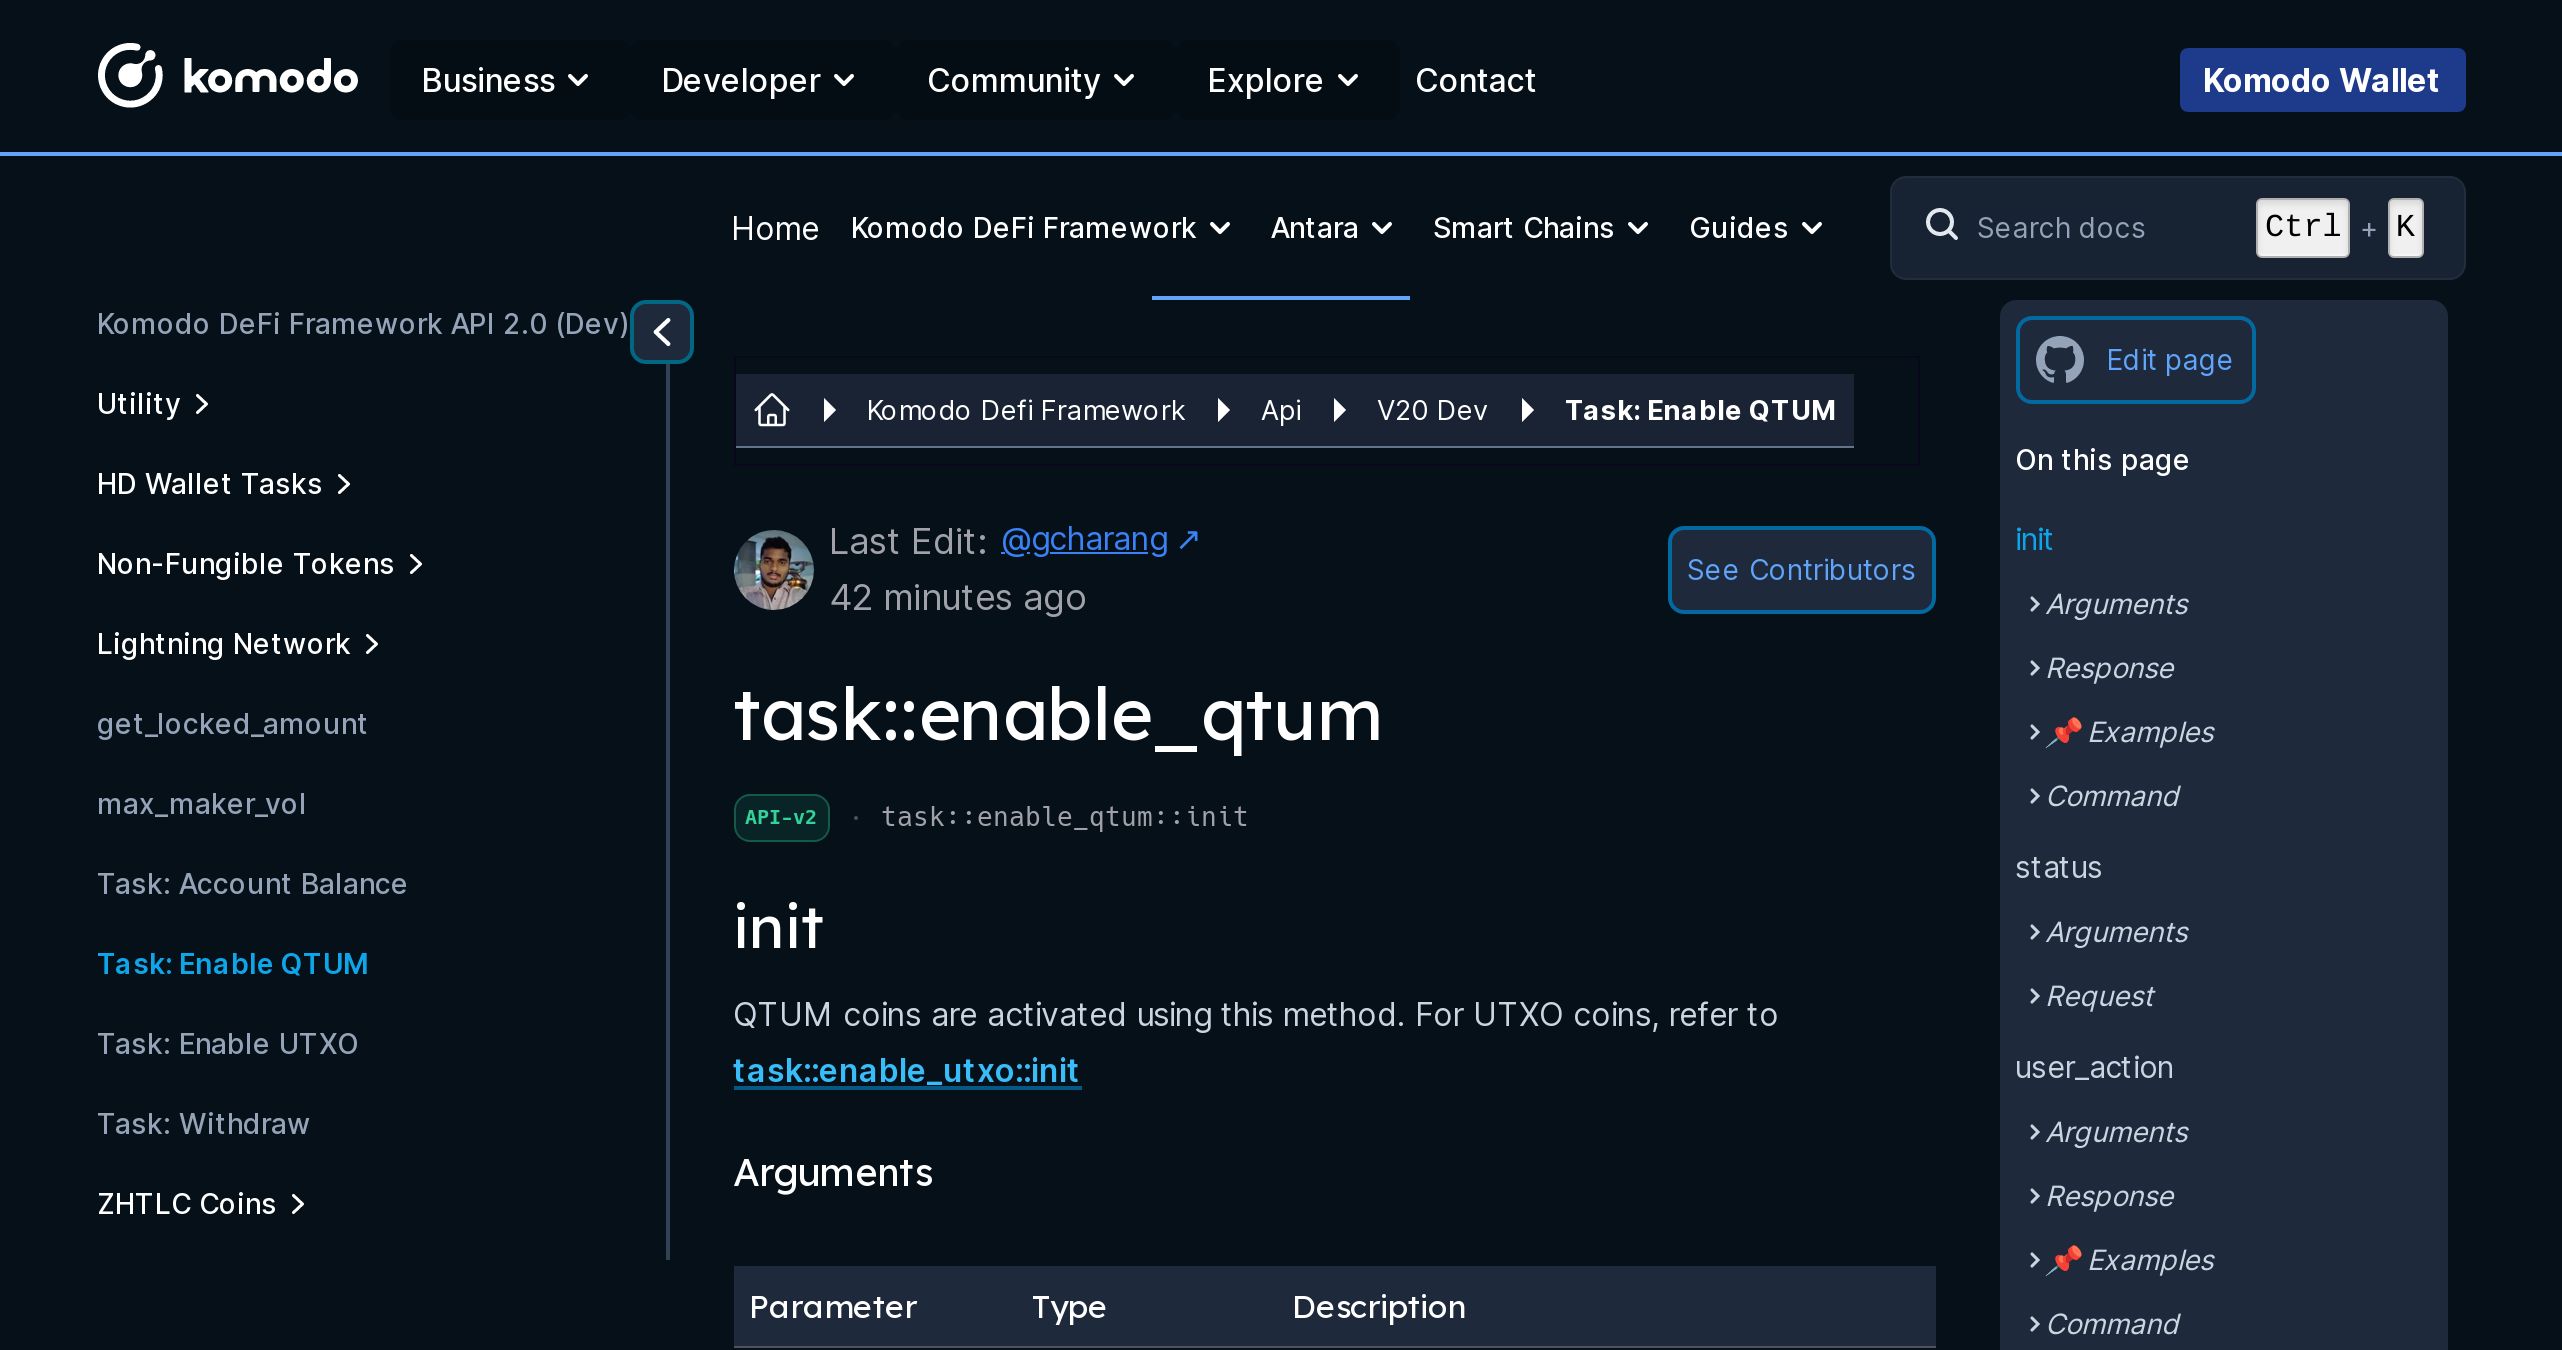 komodo
Business
Developer
Community
Explore
Contact
Komodo Wallet
Home
Komodo DeFi Framework
Antara
Smart Chains
Guides
Search docs
Ctrl + K
Komodo DeFi Framework API 2.0 (Dev)
Utility
HD Wallet Tasks
Non-Fungible Tokens
Lightning Network
get_locked_amount
max_maker_vol
Task: Account Balance
Task: Enable QTUM
Task: Enable UTXO
Task: Withdraw
ZHTLC Coins
Komodo Defi Framework
Api
V20 Dev
Task: Enable QTUM
Last Edit: @gcharang ↗
42 minutes ago
See Contributors
task::enable_qtum
API-v2 · task::enable_qtum::init
init
QTUM coins are activated using this method. For UTXO coins, refer to
task::enable_utxo::init
Arguments
Parameter Type Description
Edit page
On this page
init
Arguments
Response
📌 Examples
Command
status
Arguments
Request
user_action
Arguments
Response
📌 Examples
Command